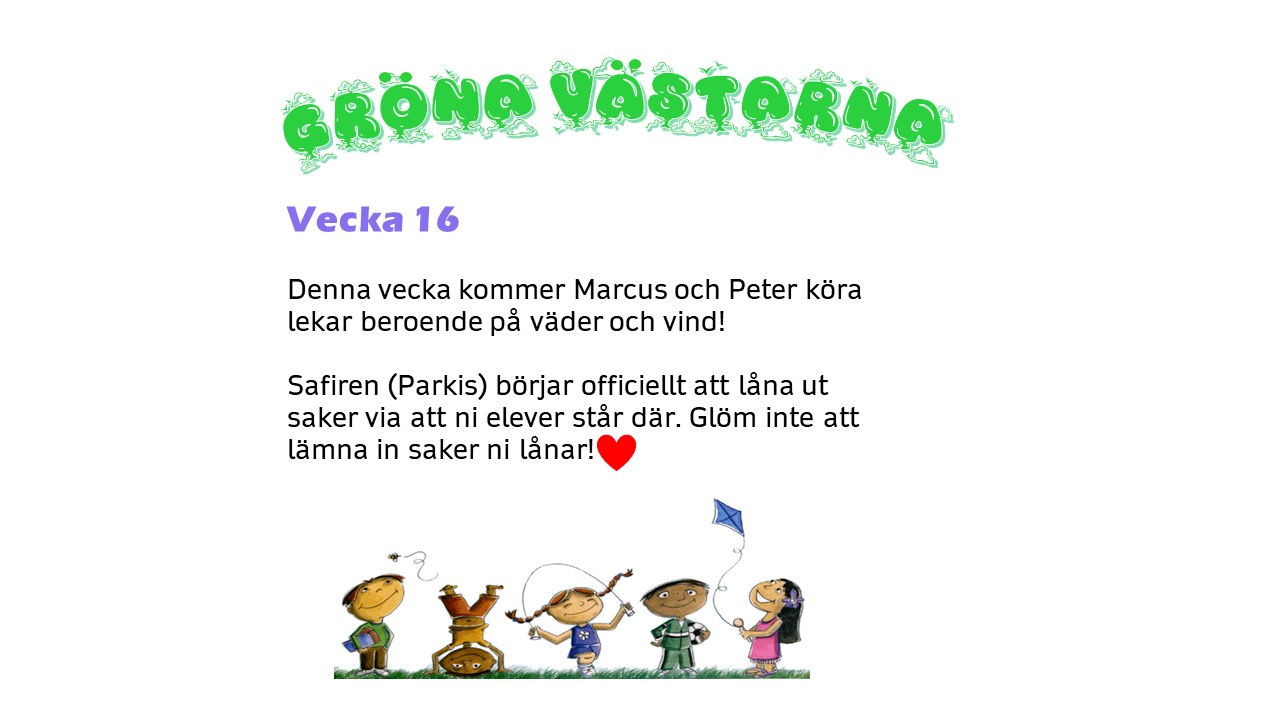 GRÖNA VÄSTARNA
Vecka 16
Denna vecka kommer Marcus och Peter köra
lekar beroende på väder och vind!
Safiren (Parkis) börjar officiellt att låna ut
saker via att ni elever står där. Glöm inte att
lämna in saker ni lånar!